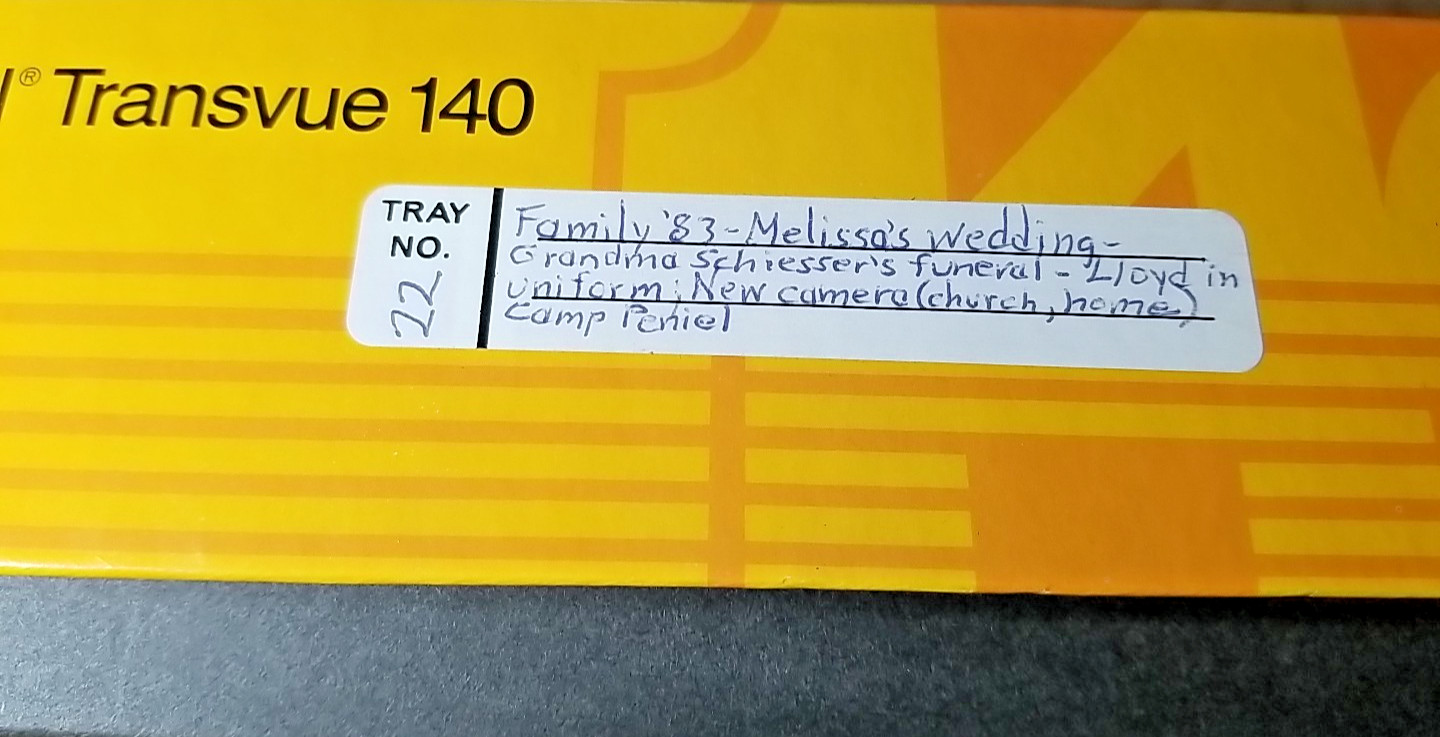 ® Transvue 140
TRAY
NO.
22
Family '83-Melissa's wedding-
Grandma Schiesser's funeral - Lloyd in
uniform; New camera (church, home)
Camp Peniel